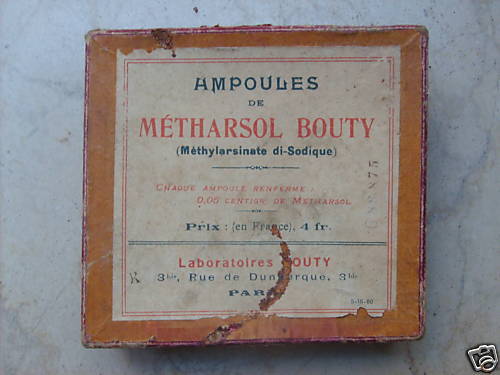 AMPOULES
DE
MÉTHARSOL BOUTY
(Méthylarsinate di-Sodique)
CHAQUE AMPOULE RENFERME :
0,05 CENTIGR DE METHARSOL
Prix : (en France), 4 fr.
Laboratoires BOUTY
3bis, Rue de Dunkerque, 3bis
PARIS